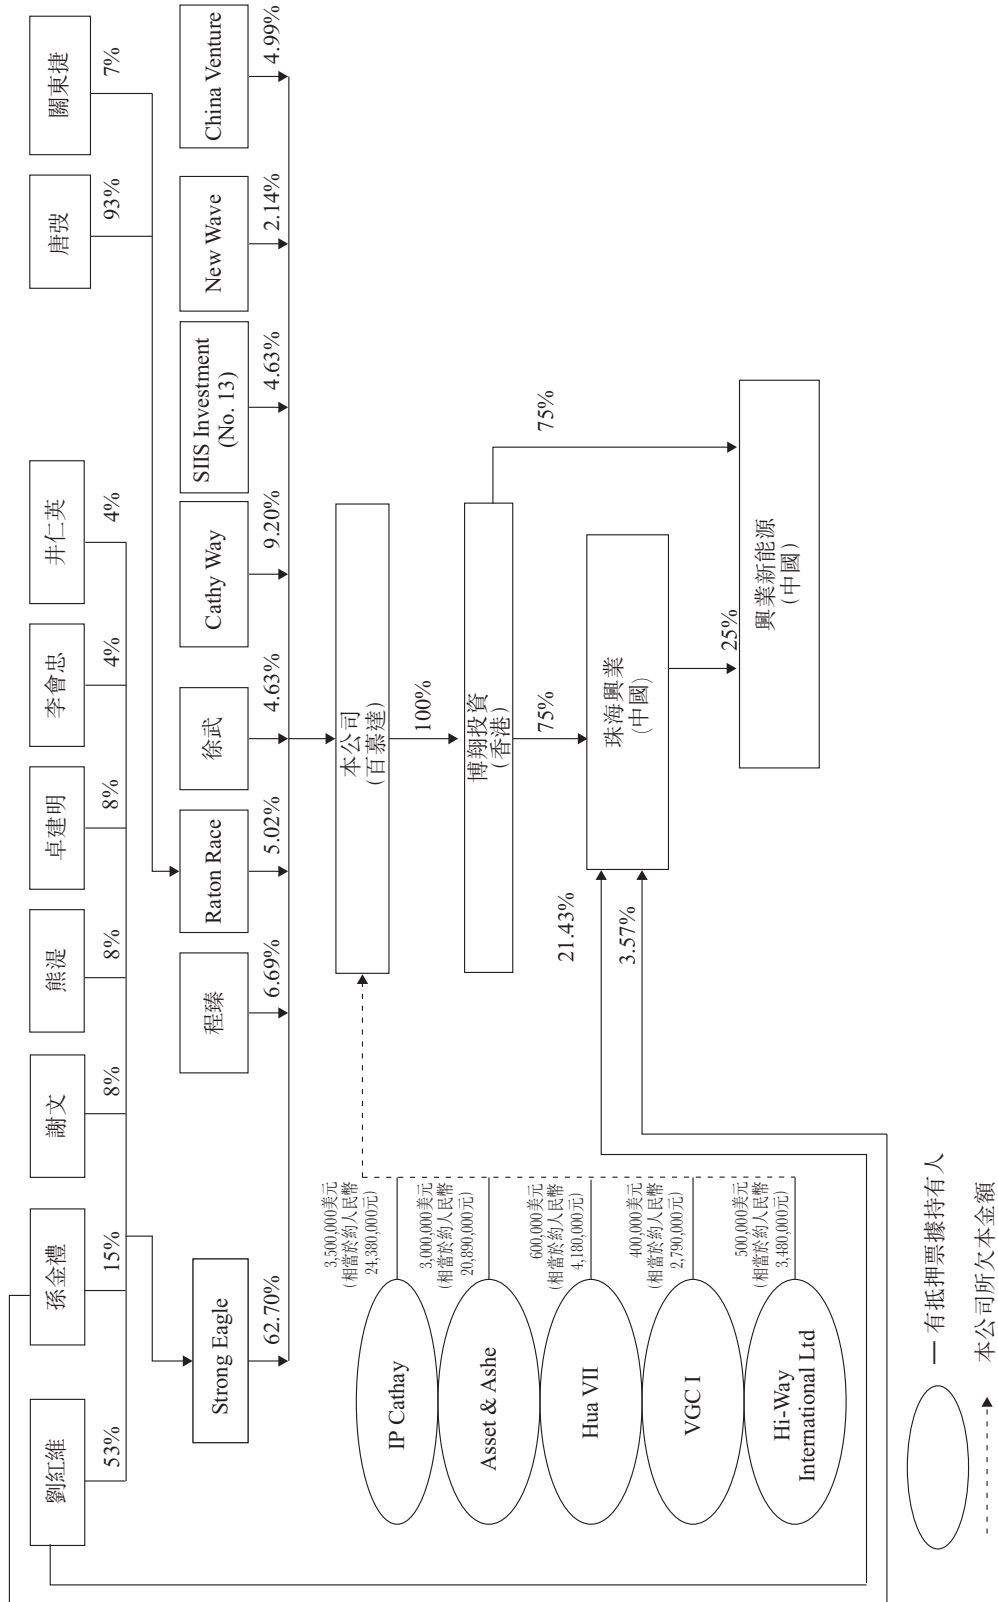 劉紅維
孫金禮
謝文
熊湜
卓建明
李會忠
井仁英
唐㢸
關東捷
53%
15%
8%
8%
8%
4%
4%
93%
7%
Strong Eagle
程臻
Raton Race
徐武
Cathy Way
SIIS Investment
(No. 13)
New Wave
China Venture
62.70%
6.69%
5.02%
4.63%
9.20%
4.63%
2.14%
4.99%
本公司
(百慕達)
100%
博翔投資
(香港)
75%
75%
21.43%
3.57%
珠海興業
(中國)
25%
興業新能源
(中國)
IP Cathay
3,500,000美元
(相當於約人民幣
24,380,000元)
Asset & Ashe
3,000,000美元
(相當於約人民幣
20,890,000元)
Hua VII
600,000美元
(相當於約人民幣
4,180,000元)
VGC I
400,000美元
(相當於約人民幣
2,790,000元)
Hi-Way
International Ltd
500,000美元
(相當於約人民幣
3,480,000元)
— 有抵押票據持有人
本公司所欠本金額